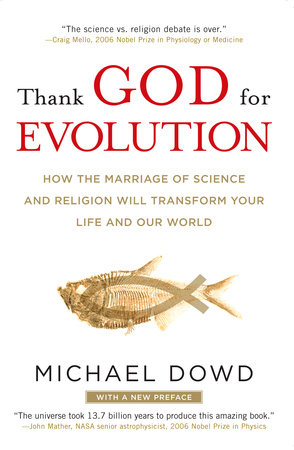 "The science vs. religion debate is over."
—Craig Mello, 2006 Nobel Prize in Physiology or Medicine
Thank GOD for
EVOLUTION
HOW THE MARRIAGE OF SCIENCE
AND RELIGION WILL TRANSFORM YOUR
LIFE AND OUR WORLD
MICHAEL DOWD
WITH A NEW PREFACE
"The universe took 13.7 billion years to produce this amazing book."
—John Mather, NASA senior astrophysicist, 2006 Nobel Prize in Physics